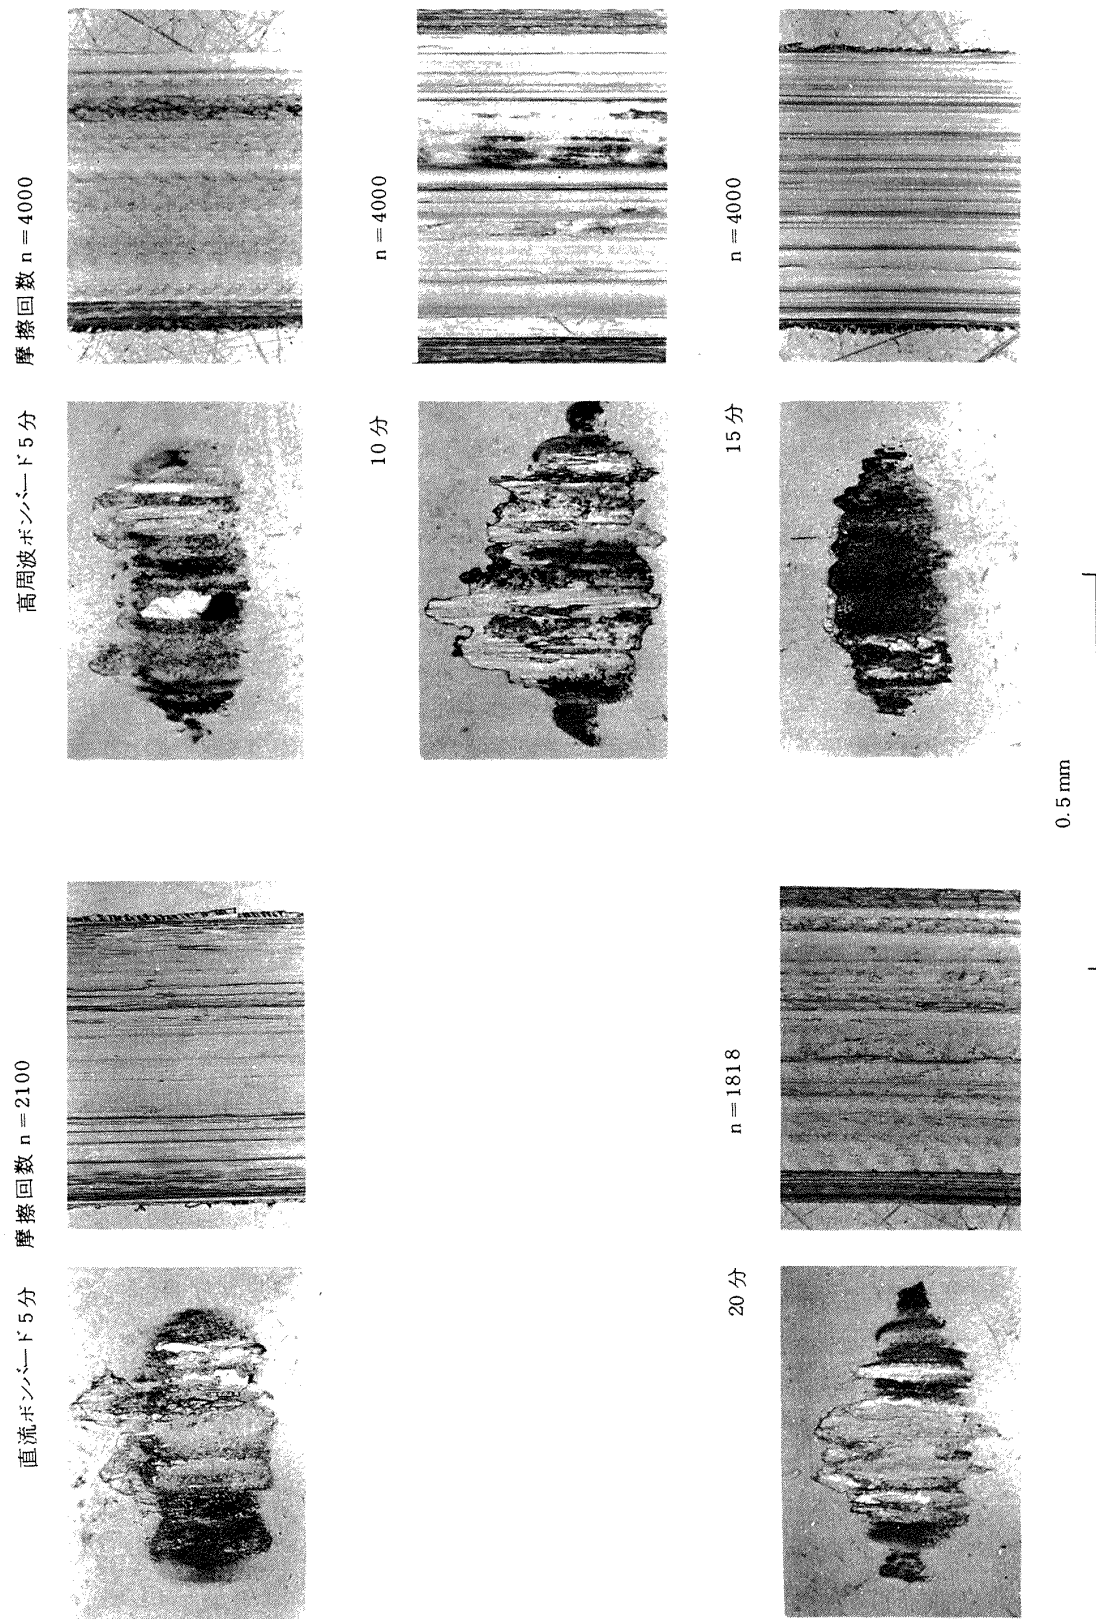 直流ボンバード5分 摩擦回数 n=2100
高周波ボンバード5分 摩擦回数 n=4000
10分 n=4000
20分 n=1818
15分 n=4000
0.5mm